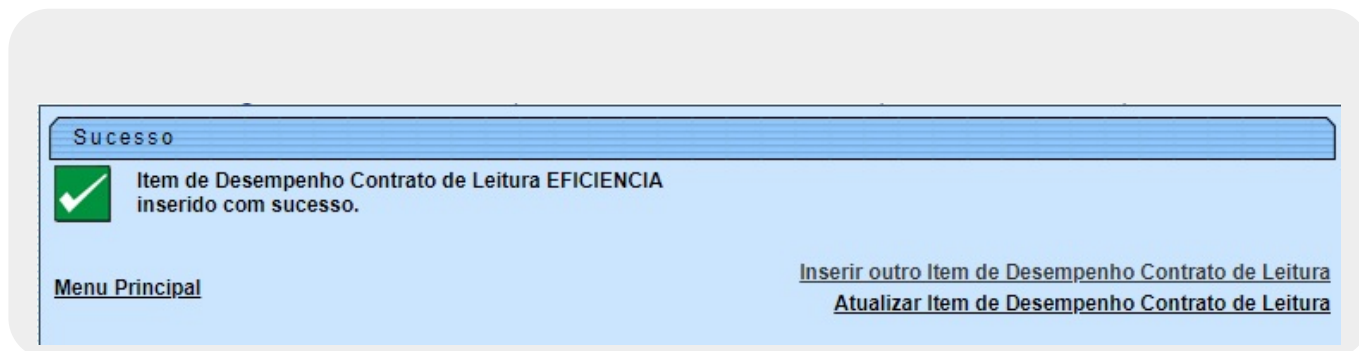 Sucesso
Item de Desempenho Contrato de Leitura EFICIENCIA
inserido com sucesso.
Menu Principal
Inserir outro Item de Desempenho Contrato de Leitura
Atualizar Item de Desempenho Contrato de Leitura